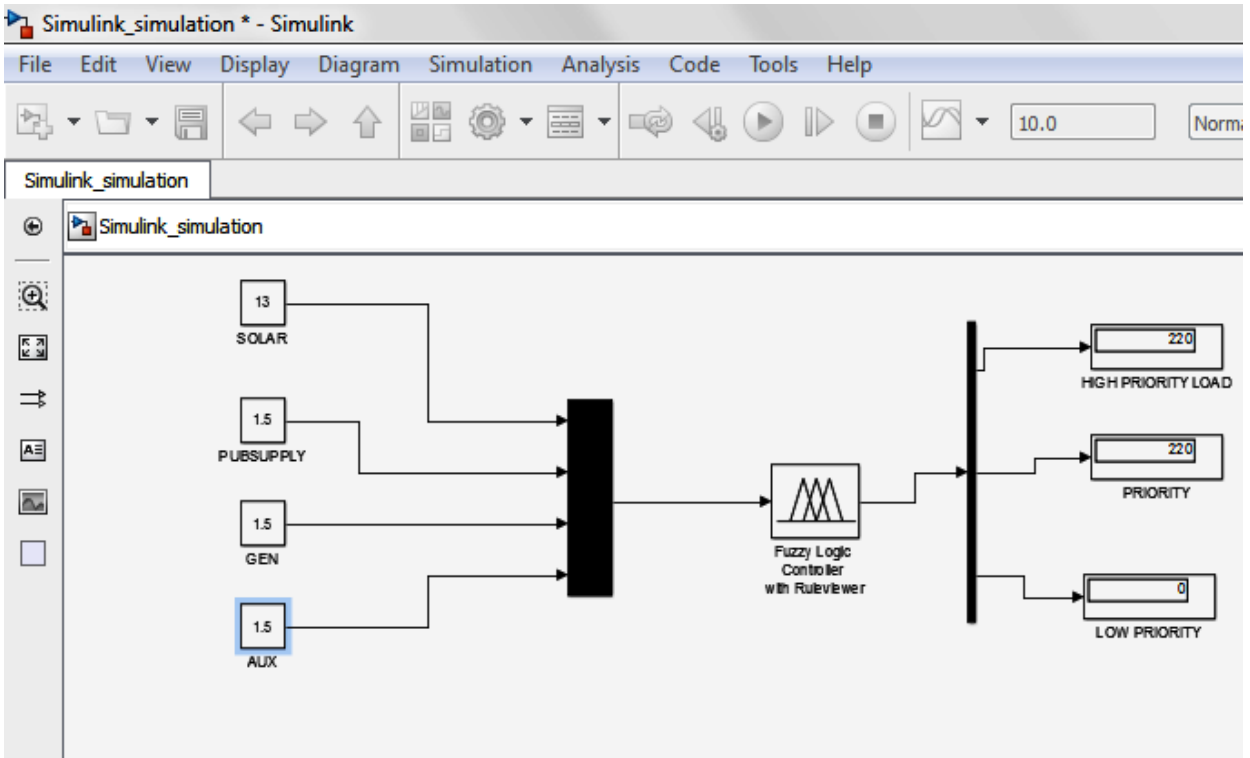 Simulink_simulation * - Simulink
File Edit View Display Diagram Simulation Analysis Code Tools Help
10.0 Norma
Simulink_simulation
Simulink_simulation
13
SOLAR
1.5
PUBSUPPLY
1.5
GEN
1.5
AUX
Fuzzy Logic
Controller
with Ruleviewer
220
HIGH PRIORITY LOAD
220
PRIORITY
0
LOW PRIORITY